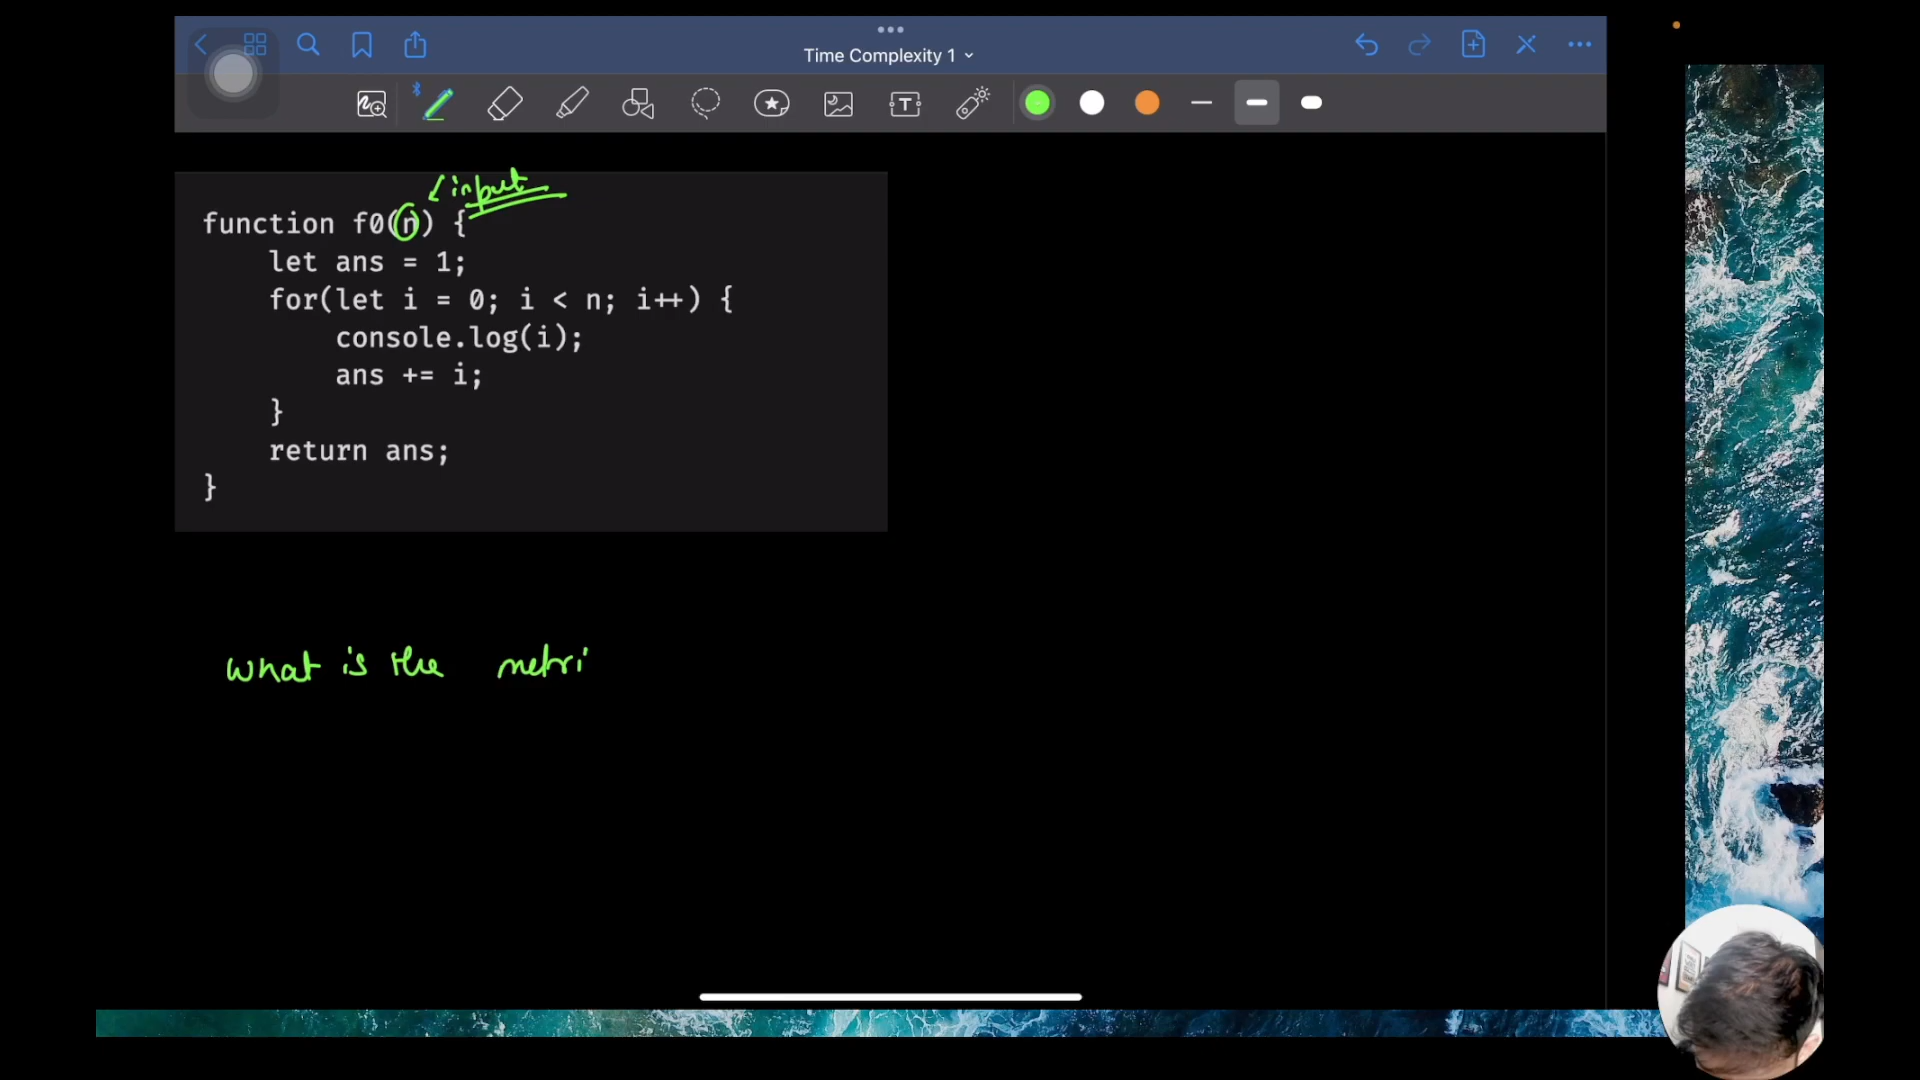 Time Complexity 1
input
function f0(n) {
let ans = 1;
for(let i = 0; i < n; i++) {
console.log(i);
ans += i;
}
return ans;
}
what is the metri